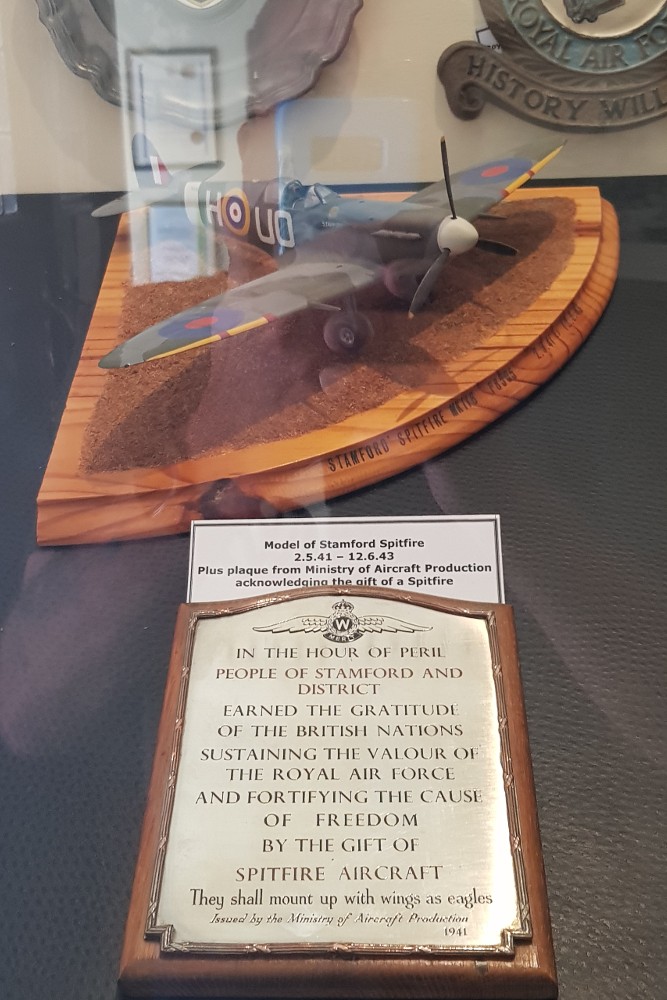 ROYAL AIR FO
HISTORY WILL
H UO
STAMFORD SPITFIRE
Model of Stamford Spitfire
2.5.41 – 12.6.43
Plus plaque from Ministry of Aircraft Production
acknowledging the gift of a Spitfire
W
IN THE HOUR OF PERIL
PEOPLE OF STAMFORD AND
DISTRICT
EARNED THE GRATITUDE
OF THE BRITISH NATIONS
SUSTAINING THE VALOUR OF
THE ROYAL AIR FORCE
AND FORTIFYING THE CAUSE
OF FREEDOM
BY THE GIFT OF
SPITFIRE AIRCRAFT
They shall mount up with wings as eagles
Issued by the Ministry of Aircraft Production
1941